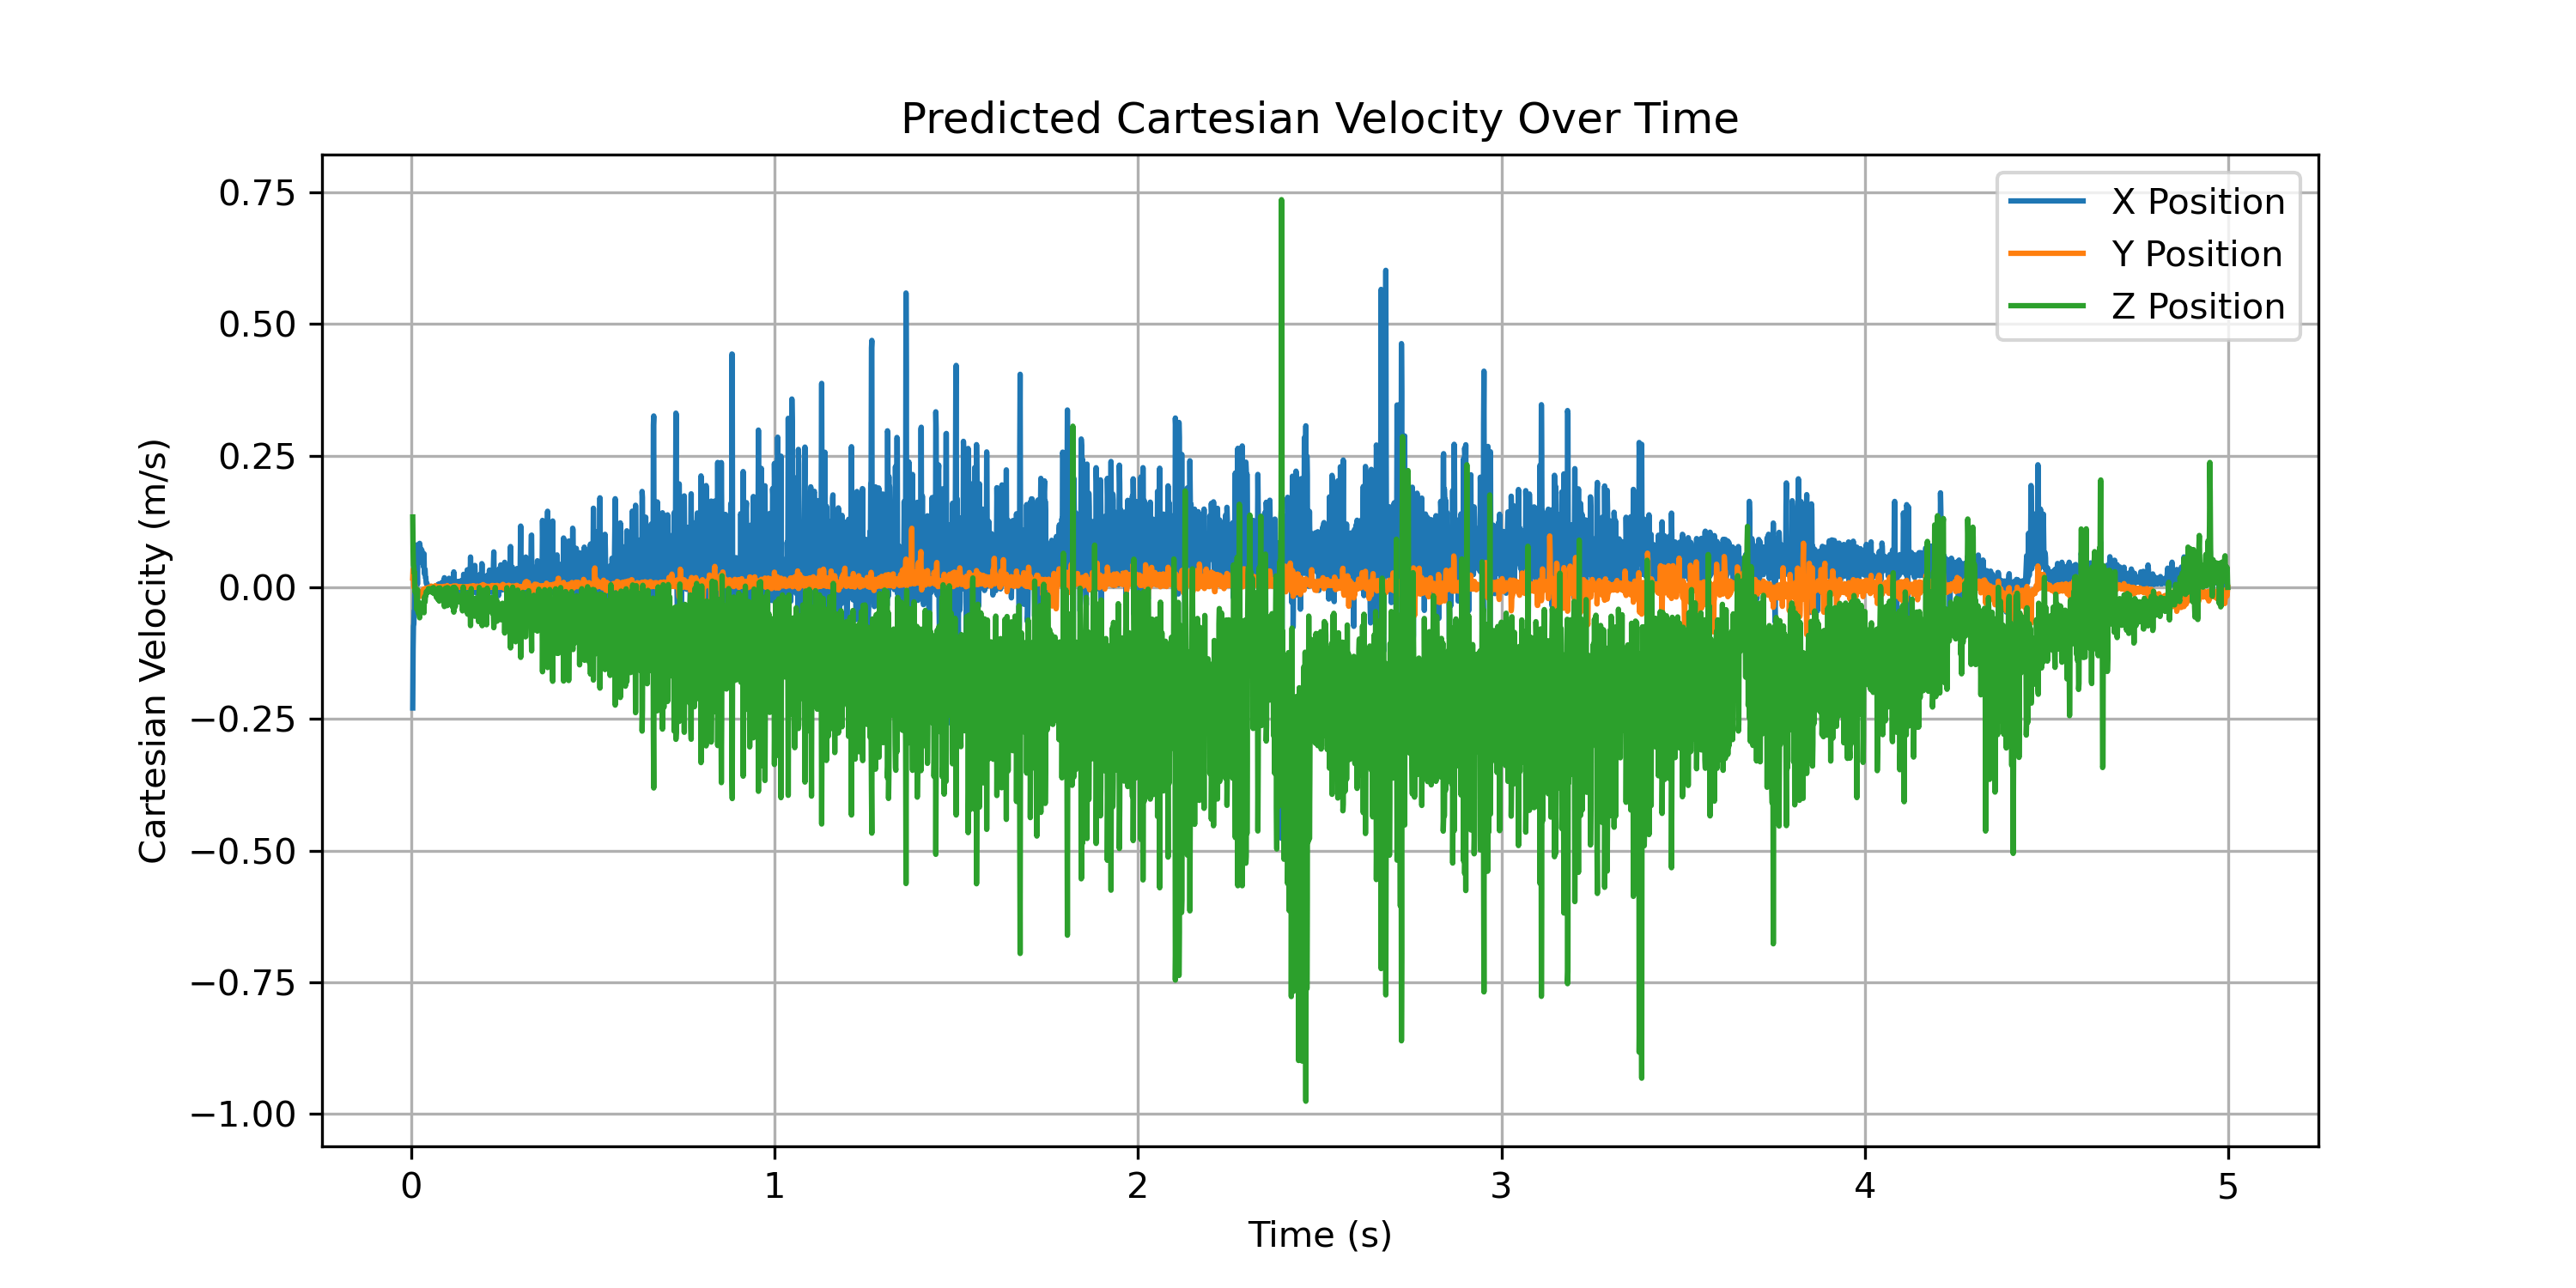 Predicted Cartesian Velocity Over Time
X Position
Y Position
Z Position
Cartesian Velocity (m/s)
0.75
0.50
0.25
0.00
−0.25
−0.50
−0.75
−1.00
0 1 2 3 4 5
Time (s)